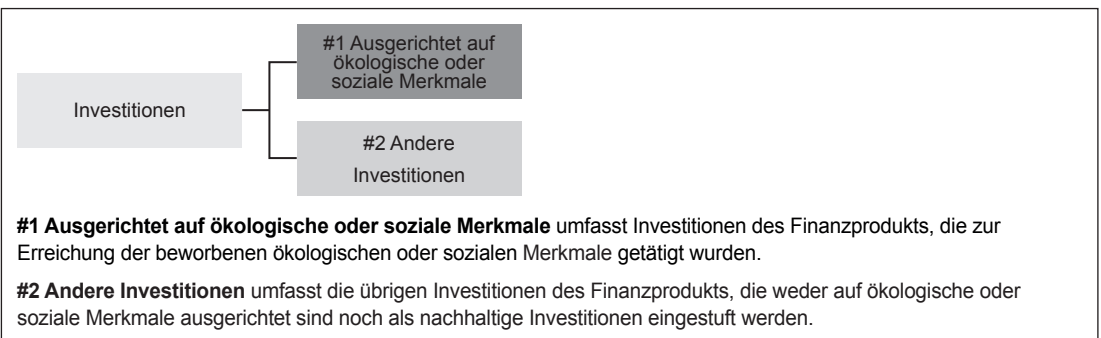 #1 Ausgerichtet auf
ökologische oder
soziale Merkmale
Investitionen
#2 Andere
Investitionen
#1 Ausgerichtet auf ökologische oder soziale Merkmale umfasst Investitionen des Finanzprodukts, die zur
Erreichung der beworbenen ökologischen oder sozialen Merkmale getätigt wurden.
#2 Andere Investitionen umfasst die übrigen Investitionen des Finanzprodukts, die weder auf ökologische oder
soziale Merkmale ausgerichtet sind noch als nachhaltige Investitionen eingestuft werden.